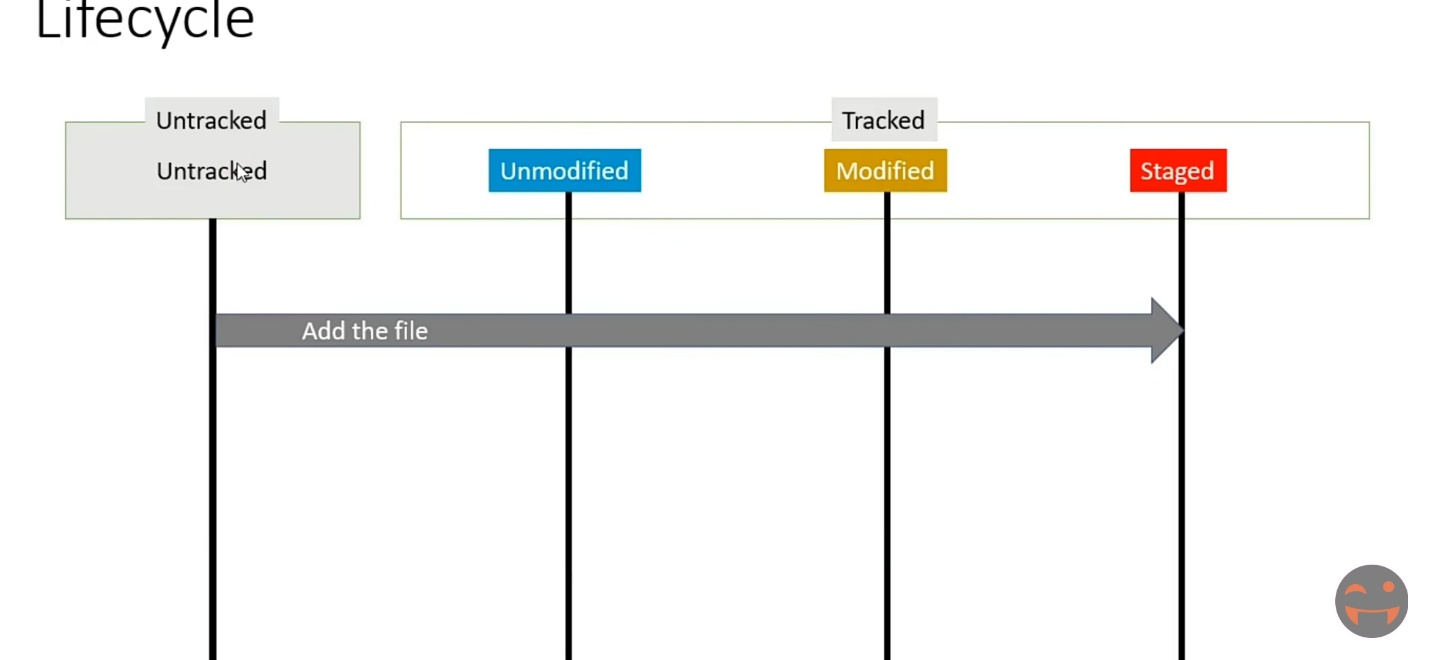 Lifecycle
Untracked
Tracked
Untracked
Unmodified
Modified
Staged
Add the file